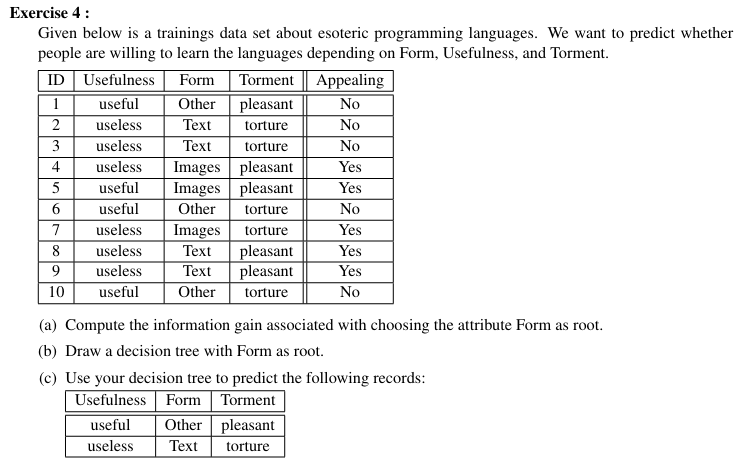 Exercise 4 :
Given below is a trainings data set about esoteric programming languages. We want to predict whether
people are willing to learn the languages depending on Form, Usefulness, and Torment.
ID Usefulness Form Torment Appealing
1 useful Other pleasant No
2 useless Text torture No
3 useless Text torture No
4 useless Images pleasant Yes
5 useful Images pleasant Yes
6 useful Other torture No
7 useless Images torture Yes
8 useless Text pleasant Yes
9 useless Text pleasant Yes
10 useful Other torture No
(a) Compute the information gain associated with choosing the attribute Form as root.
(b) Draw a decision tree with Form as root.
(c) Use your decision tree to predict the following records:
Usefulness Form Torment
useful Other pleasant
useless Text torture